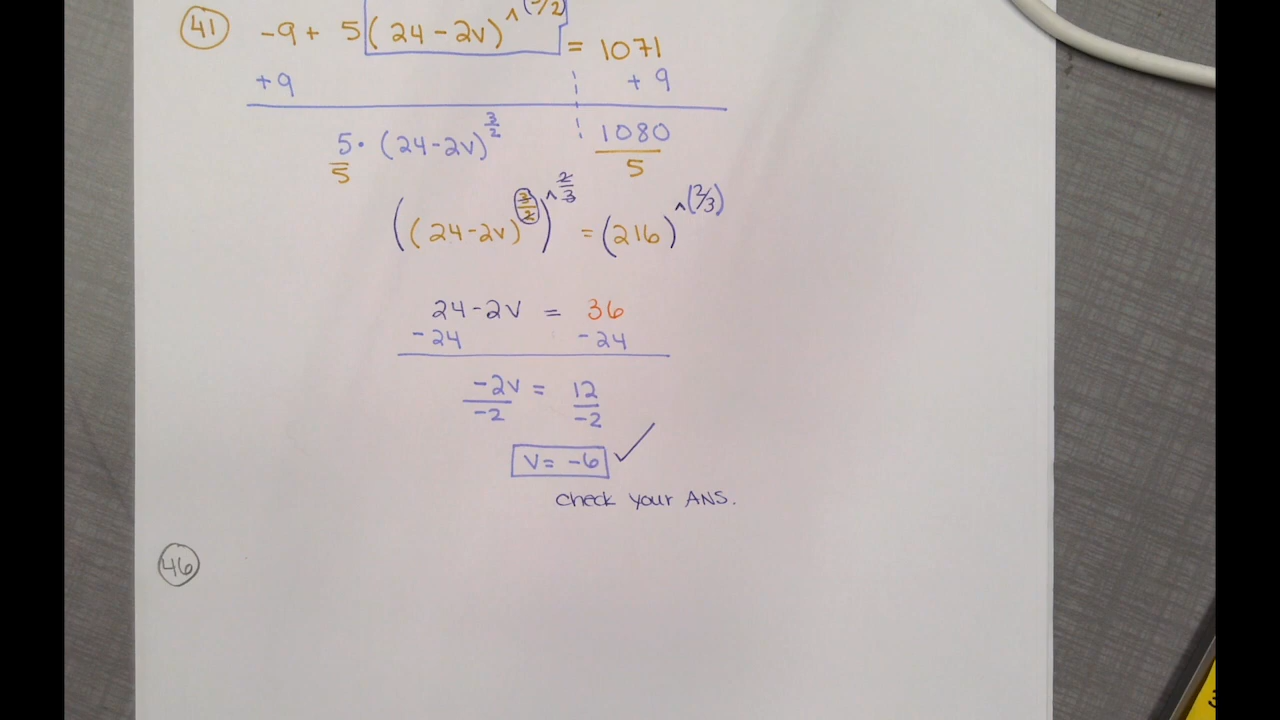 41 -9 + 5(24-2v)^(3/2) = 1071
+9 +9
5·(24-2v)^3/2 1080
5 5
((24-2v)^3/2)^2/3 = (216)^(2/3)
24-2v = 36
-24 -24
-2v = 12
-2 -2
v = -6 ✓
check your ANS.
46